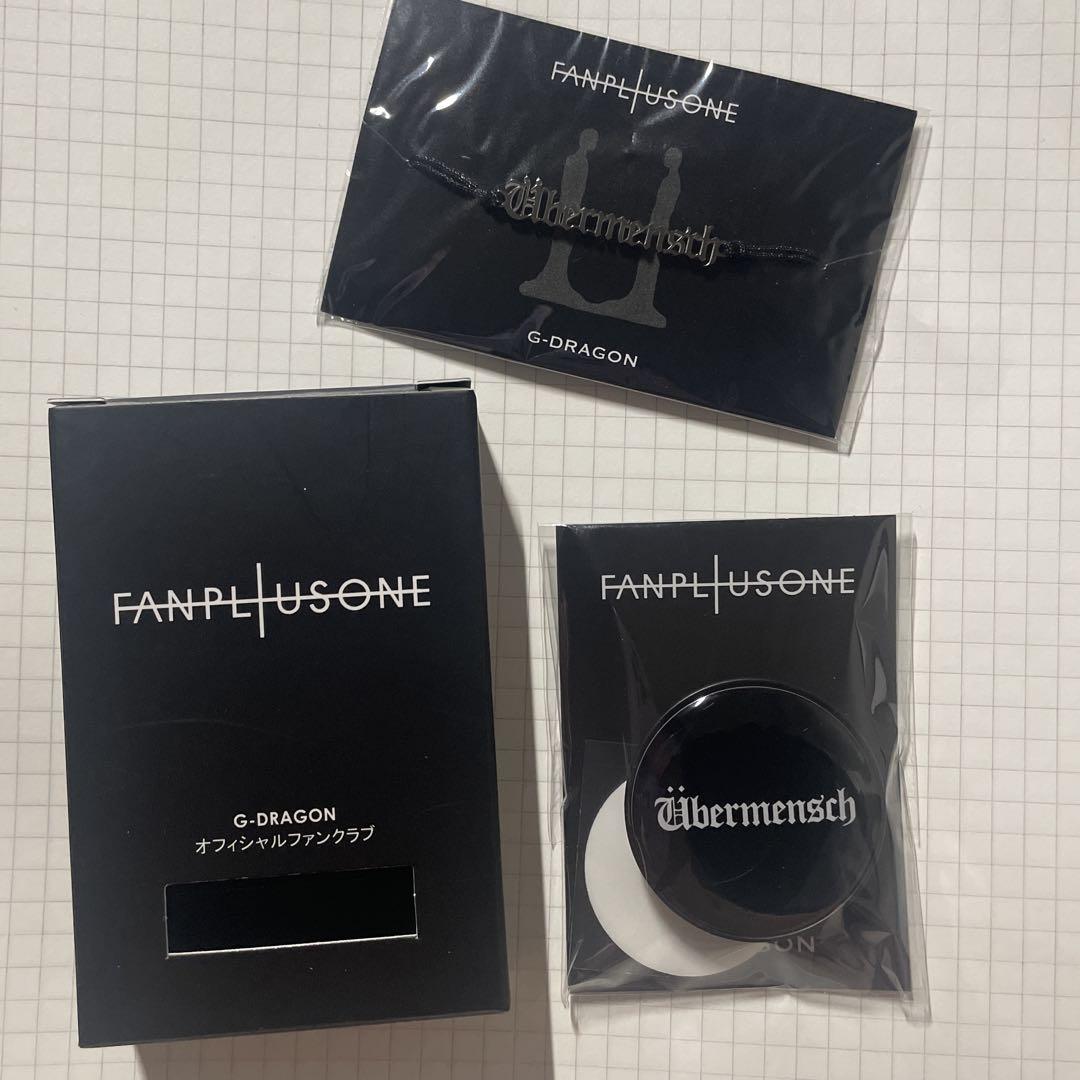 FANPLUSONE
Übermensch
G-DRAGON
FANPLUSONE
G-DRAGON
オフィシャルファンクラブ
FANPLUSONE
Übermensch